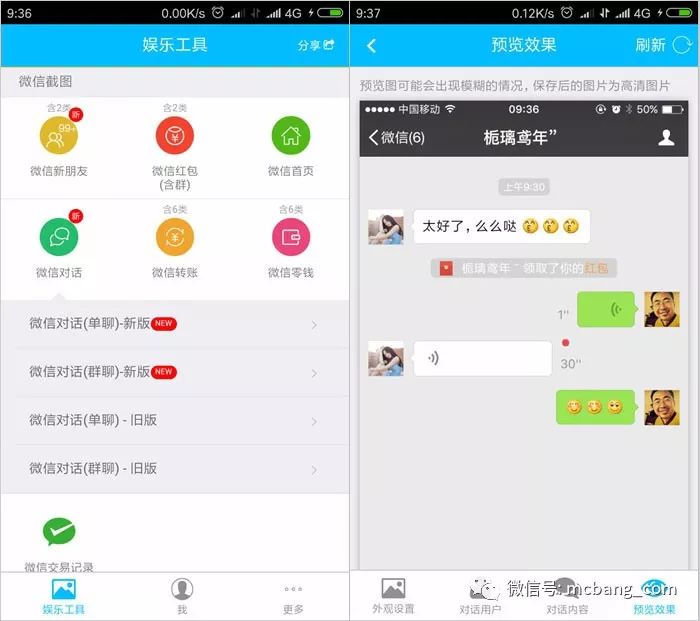 9:36
0.00K/s
4G
娱乐工具
分享
微信截图
含2类
99+
新
微信新朋友
含2类
微信红包
(含群)
微信首页
新
微信对话
含6类
微信转账
含6类
微信零钱
微信对话(单聊)-新版
NEW
微信对话(群聊)-新版
NEW
微信对话(单聊) - 旧版
微信对话(群聊) - 旧版
微信交易记录
娱乐工具
我
更多
9:37
0.12K/s
4G
预览效果
刷新
预览图可能会出现模糊的情况，保存后的图片为高清图片
中国移动
09:36
50%
微信(6)
栀璃鸢年”
上午9:30
太好了，么么哒
栀璃鸢年 ” 领取了你的红包
1''
30''
外观设置
对话用户
对话内容
预览效果
微信号: mcbang_com